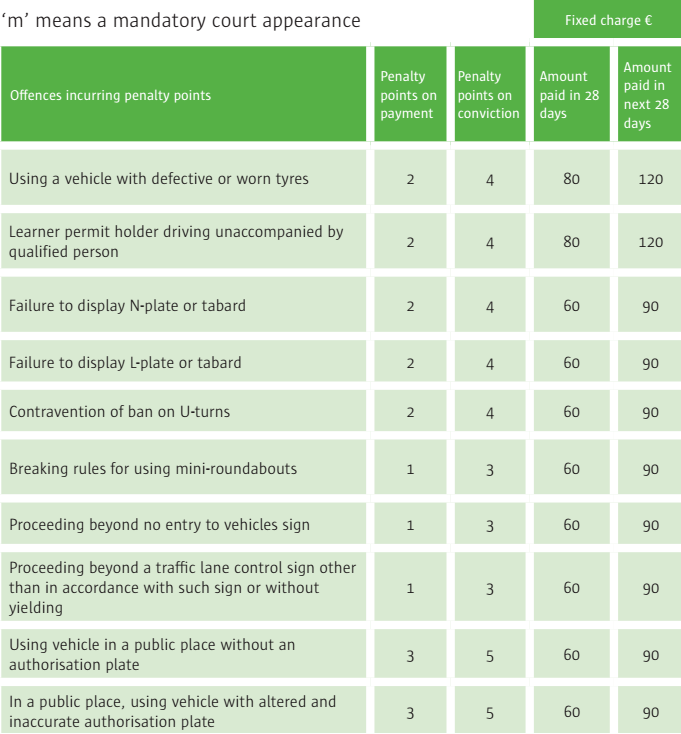 ‘m’ means a mandatory court appearance
Fixed charge €
Offences incurring penalty points
Penalty
points on
payment
Penalty
points on
conviction
Amount
paid in 28
days
Amount
paid in
next 28
days
Using a vehicle with defective or worn tyres 2 4 80 120
Learner permit holder driving unaccompanied by
qualified person 2 4 80 120
Failure to display N-plate or tabard 2 4 60 90
Failure to display L-plate or tabard 2 4 60 90
Contravention of ban on U-turns 2 4 60 90
Breaking rules for using mini-roundabouts 1 3 60 90
Proceeding beyond no entry to vehicles sign 1 3 60 90
Proceeding beyond a traffic lane control sign other
than in accordance with such sign or without
yielding 1 3 60 90
Using vehicle in a public place without an
authorisation plate 3 5 60 90
In a public place, using vehicle with altered and
inaccurate authorisation plate 3 5 60 90